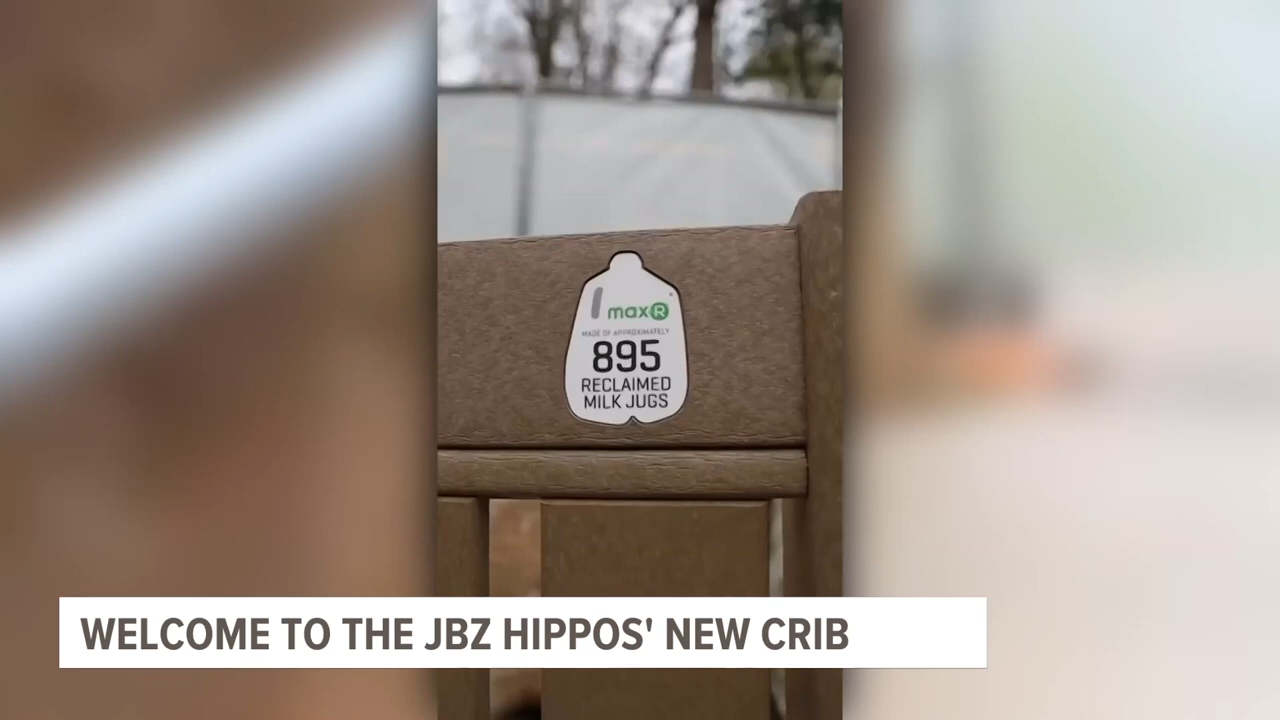 maxR
MADE OF APPROXIMATELY
895
RECLAIMED
MILK JUGS
WELCOME TO THE JBZ HIPPOS' NEW CRIB